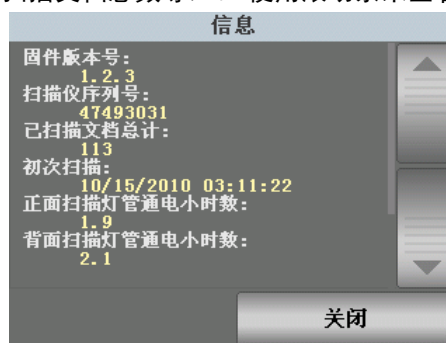 信息
固件版本号:
1.2.3
扫描仪序列号:
47493031
已扫描文档总计:
113
初次扫描:
10/15/2010 03:11:22
正面扫描灯管通电小时数:
1.9
背面扫描灯管通电小时数:
2.1
关闭